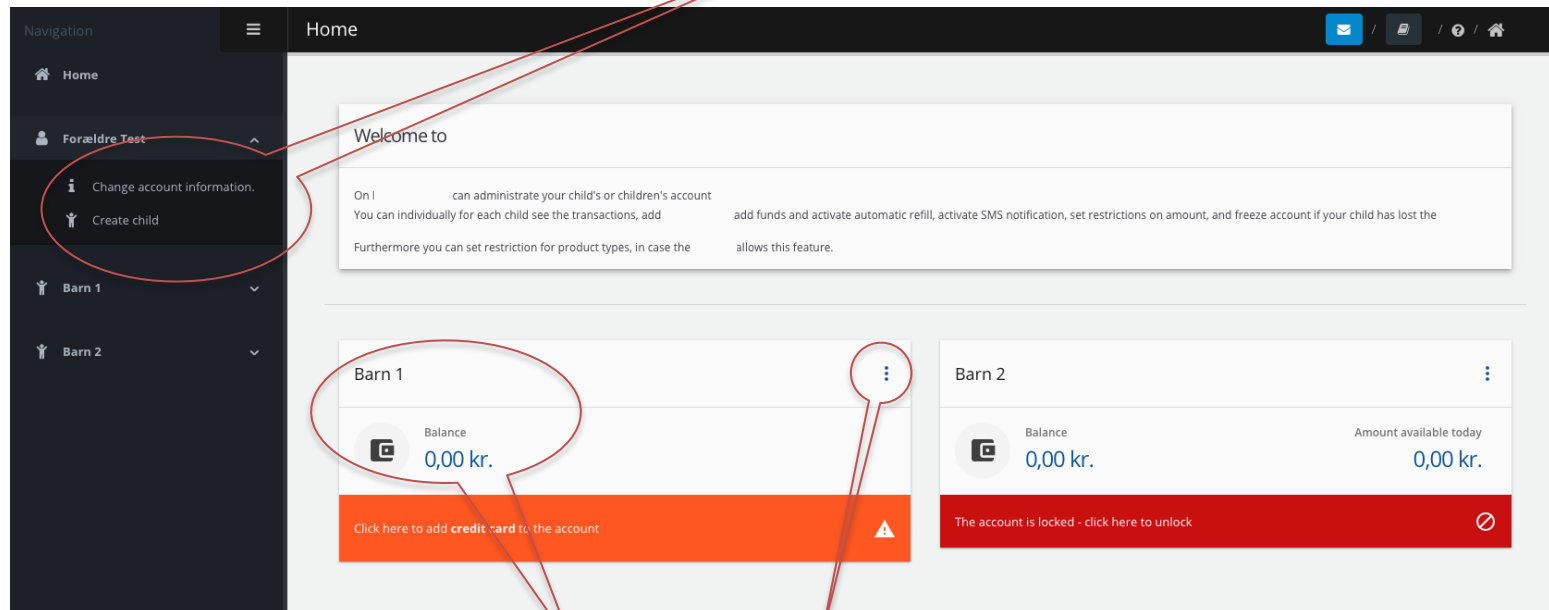 Navigation
Home
/ / /
Home
Forældre Test
Change account information.
Create child
Barn 1
Barn 2
Welcome to
On can administrate your child's or children's account
You can individually for each child see the transactions, add add funds and activate automatic refill, activate SMS notification, set restrictions on amount, and freeze account if your child has lost the
Furthermore you can set restriction for product types, in case the allows this feature.
Barn 1
Balance
0,00 kr.
Click here to add credit card to the account
Barn 2
Balance
0,00 kr.
Amount available today
0,00 kr.
The account is locked - click here to unlock